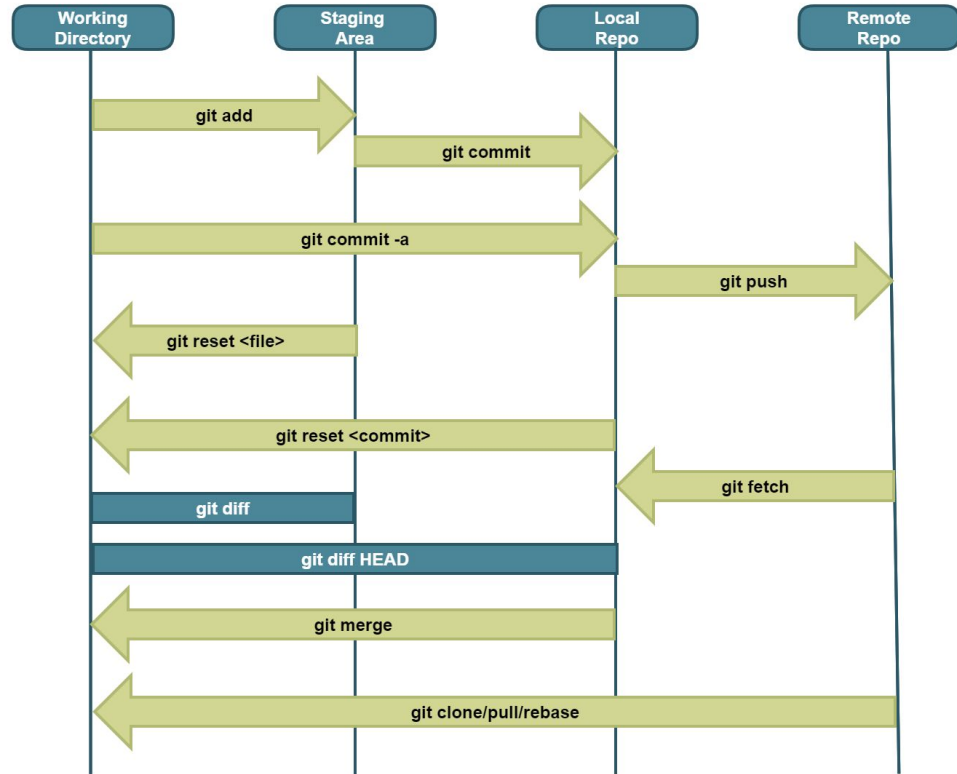 Working
Directory
Staging
Area
Local
Repo
Remote
Repo
git add
git commit
git commit -a
git push
git reset <file>
git reset <commit>
git fetch
git diff
git diff HEAD
git merge
git clone/pull/rebase